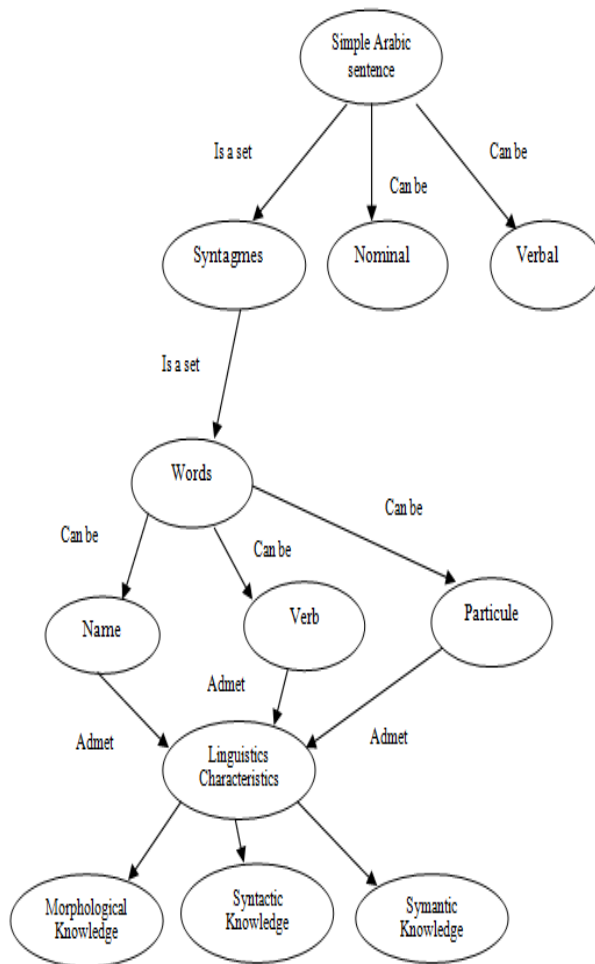 Simple Arabic
sentence
Is a set
Can be
Can be
Syntagmes
Nominal
Verbal
Is a set
Words
Can be
Can be
Can be
Name
Verb
Particule
Admet
Admet
Admet
Linguistics
Characteristics
Morphological
Knowledge
Syntactic
Knowledge
Symantic
Knowledge